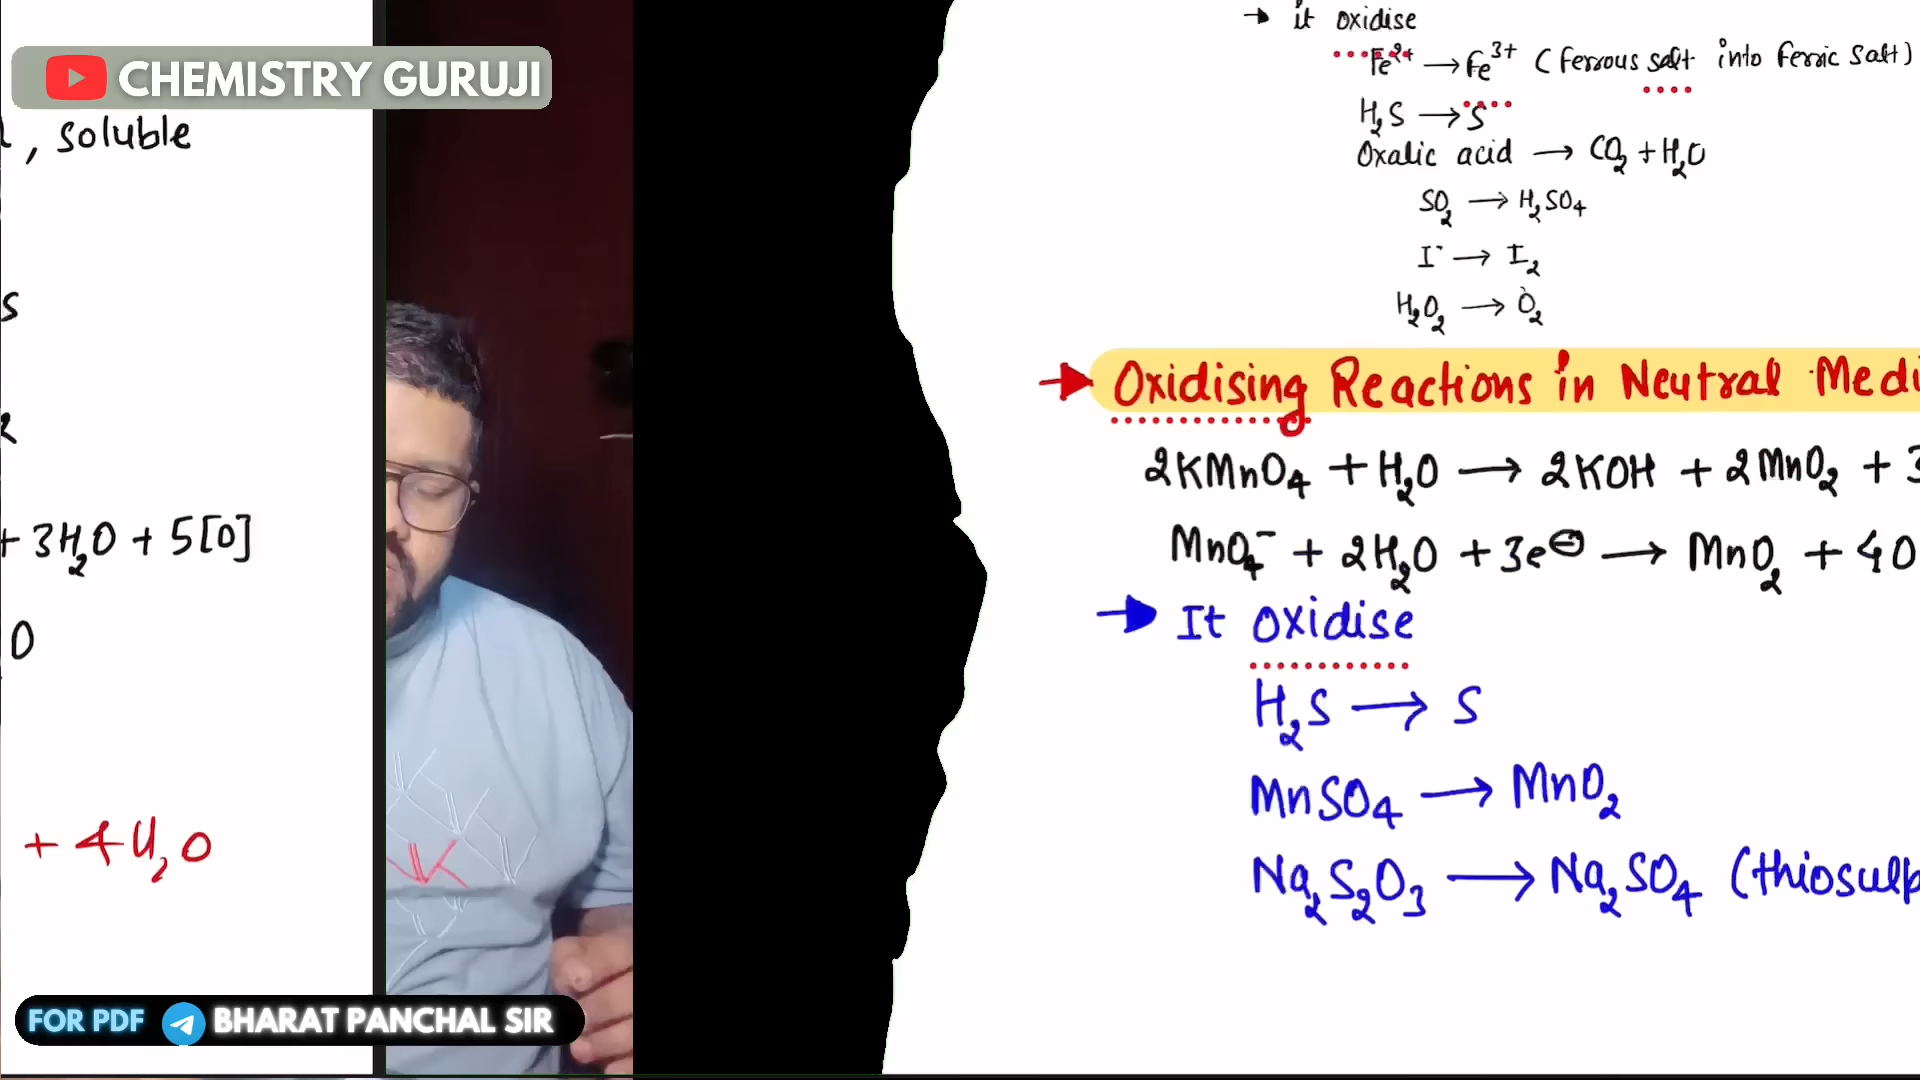 CHEMISTRY GURUJI
, soluble
s
+ 3H2O + 5[O]
O
+ 4H2O
FOR PDF BHARAT PANCHAL SIR
→ it oxidise
Fe²⁺ → Fe³⁺ (Ferrous salt into ferric salt)
H2S → S
Oxalic acid → CO2 + H2O
SO2 → H2SO4
I⁻ → I2
H2O2 → O2
→ Oxidising Reactions in Neutral Medi
2KMnO4 + H2O → 2KOH + 2MnO2 + 3
MnO4⁻ + 2H2O + 3e⊖ → MnO2 + 4O
→ It oxidise
H2S → S
MnSO4 → MnO2
Na2S2O3 → Na2SO4 (thiosulp